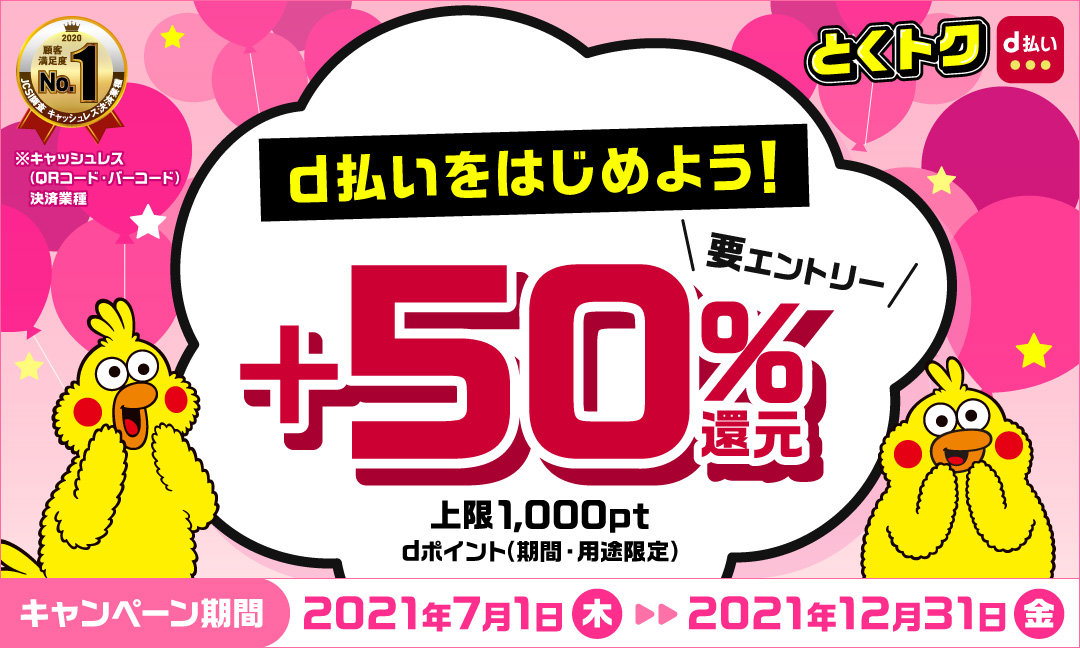 2020
顧客
満足度
No.1
JCSI調査 キャッシュレス決済業種
※キャッシュレス
(QRコード・バーコード)
決済業種
とくトク
d払い
d払いをはじめよう!
要エントリー
+50%
還元
上限1,000pt
dポイント(期間・用途限定)
キャンペーン期間
2021年7月1日 木 2021年12月31日 金